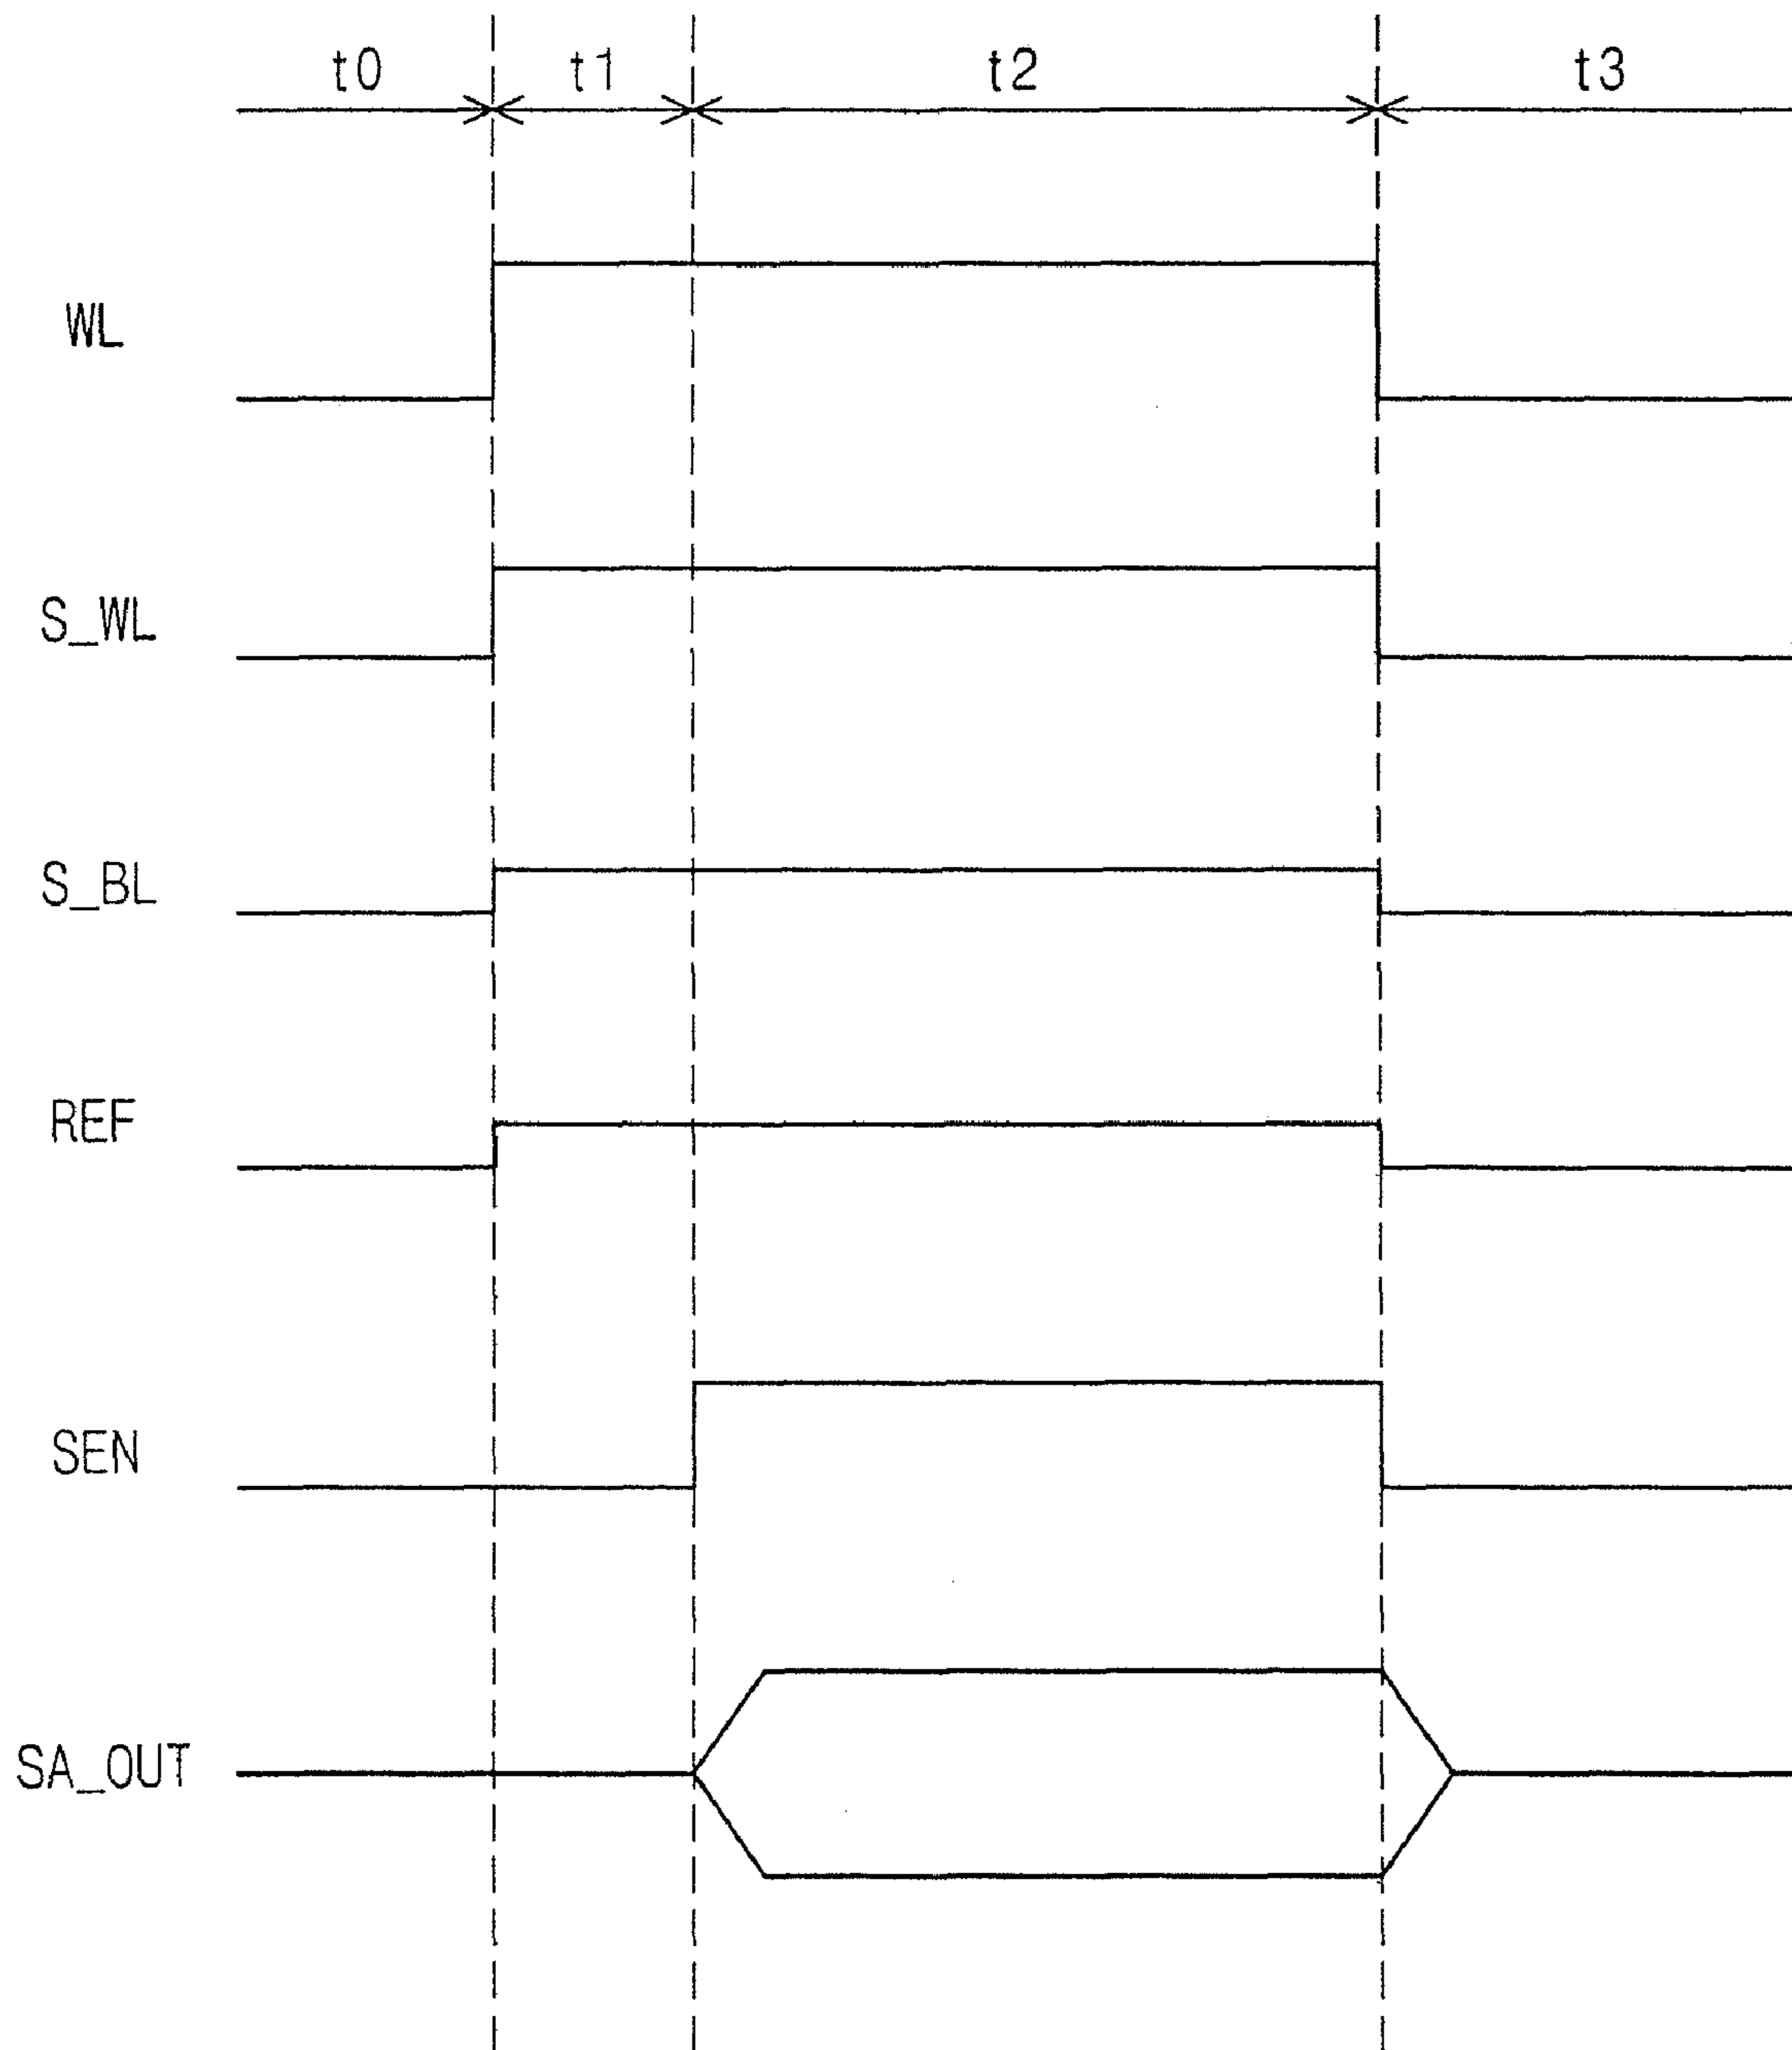 t0 t1 t2 t3
WL
S_WL
S_BL
REF
SEN
SA_OUT